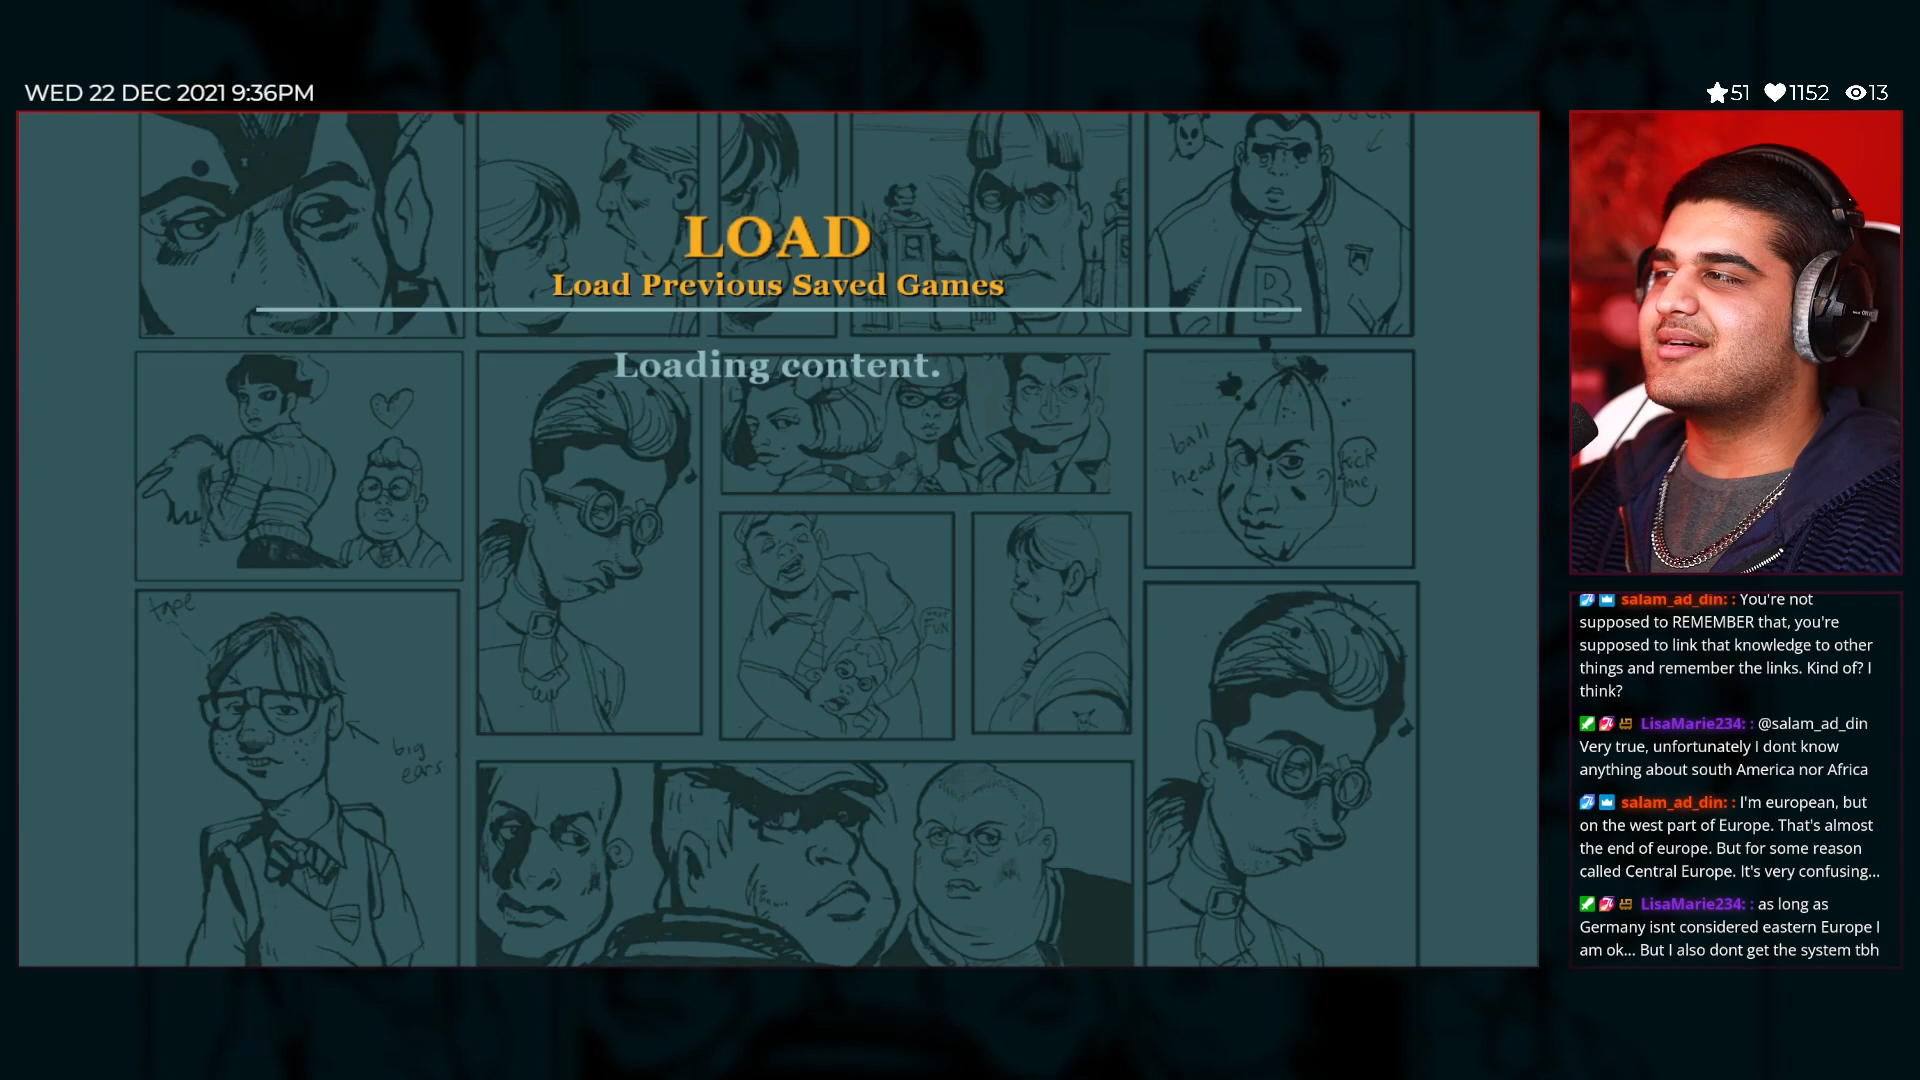 WED 22 DEC 2021 9:36PM
51 1152 13
LOAD
Load Previous Saved Games
Loading content.
B
ball
head
kick
me
tape
big
ears
salam_ad_din: : You're not
supposed to REMEMBER that, you're
supposed to link that knowledge to other
things and remember the links. Kind of? I
think?
LisaMarie234: : @salam_ad_din
Very true, unfortunately I dont know
anything about south America nor Africa
salam_ad_din: : I'm european, but
on the west part of Europe. That's almost
the end of europe. But for some reason
called Central Europe. It's very confusing...
LisaMarie234: : as long as
Germany isnt considered eastern Europe I
am ok... But I also dont get the system tbh